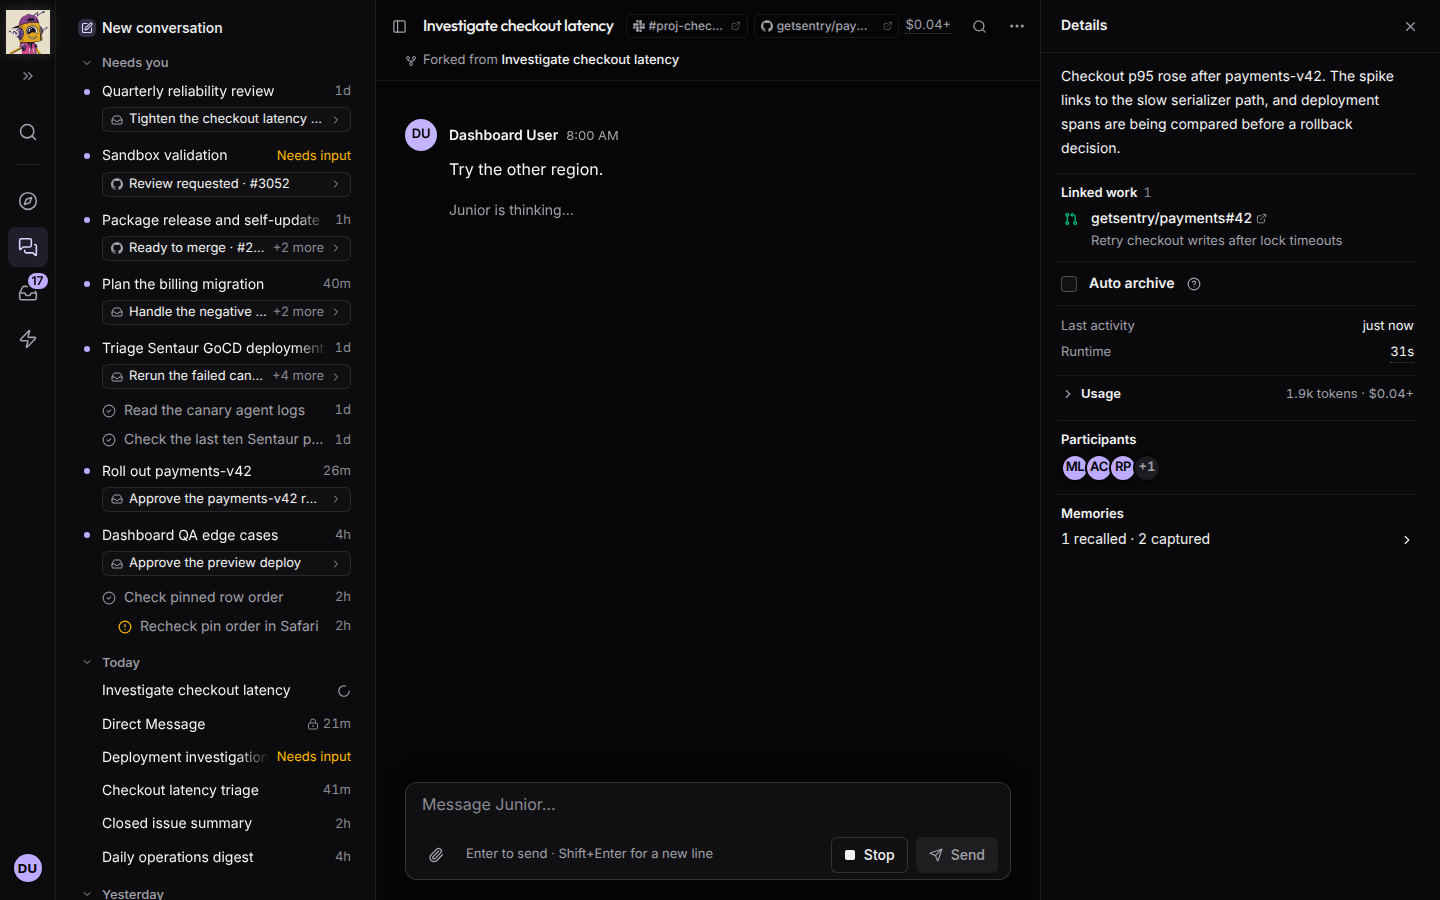 New conversation
Needs you
Quarterly reliability review 1d
Tighten the checkout latency ...
Sandbox validation Needs input
Review requested · #3052
Package release and self-update 1h
Ready to merge · #2... +2 more
Plan the billing migration 40m
Handle the negative ... +2 more
Triage Sentaur GoCD deployment 1d
Rerun the failed can... +4 more
Read the canary agent logs 1d
Check the last ten Sentaur p... 1d
Roll out payments-v42 26m
Approve the payments-v42 r...
Dashboard QA edge cases 4h
Approve the preview deploy
Check pinned row order 2h
Recheck pin order in Safari 2h
Today
Investigate checkout latency
Direct Message 21m
Deployment investigation Needs input
Checkout latency triage 41m
Closed issue summary 2h
Daily operations digest 4h
Yesterday
17
DU
Investigate checkout latency #proj-chec... getsentry/pay... $0.04+
Forked from Investigate checkout latency
DU Dashboard User 8:00 AM
Try the other region.
Junior is thinking...
Message Junior...
Enter to send · Shift+Enter for a new line Stop Send
Details
Checkout p95 rose after payments-v42. The spike
links to the slow serializer path, and deployment
spans are being compared before a rollback
decision.
Linked work 1
getsentry/payments#42
Retry checkout writes after lock timeouts
Auto archive
Last activity just now
Runtime 31s
Usage 1.9k tokens · $0.04+
Participants
ML AC RP +1
Memories
1 recalled · 2 captured